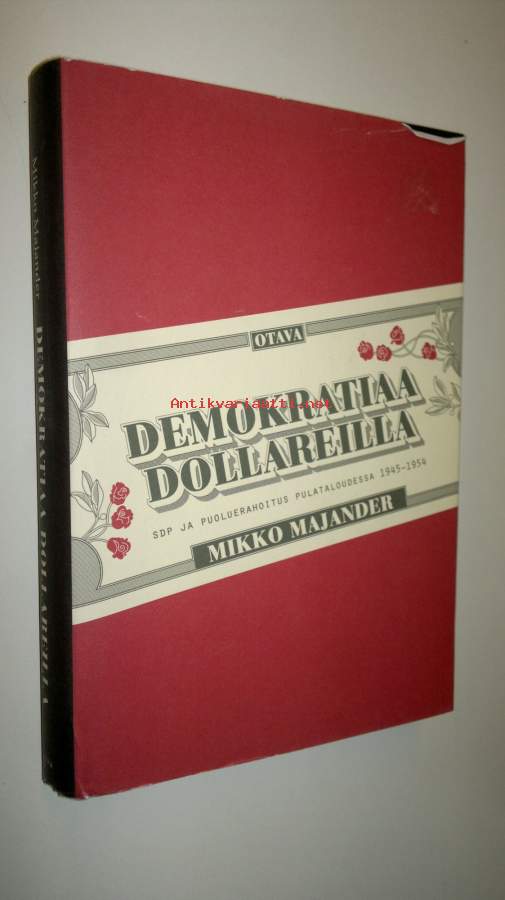 OTAVA
DEMOKRATIAA
DOLLAREILLA
SDP JA PUOLUERAHOITUS PULATALOUDESSA 1945–1954
MIKKO MAJANDER
Mikko Majander DEMOKRATIAA DOLLAREILLA
Antikvariaatti.net